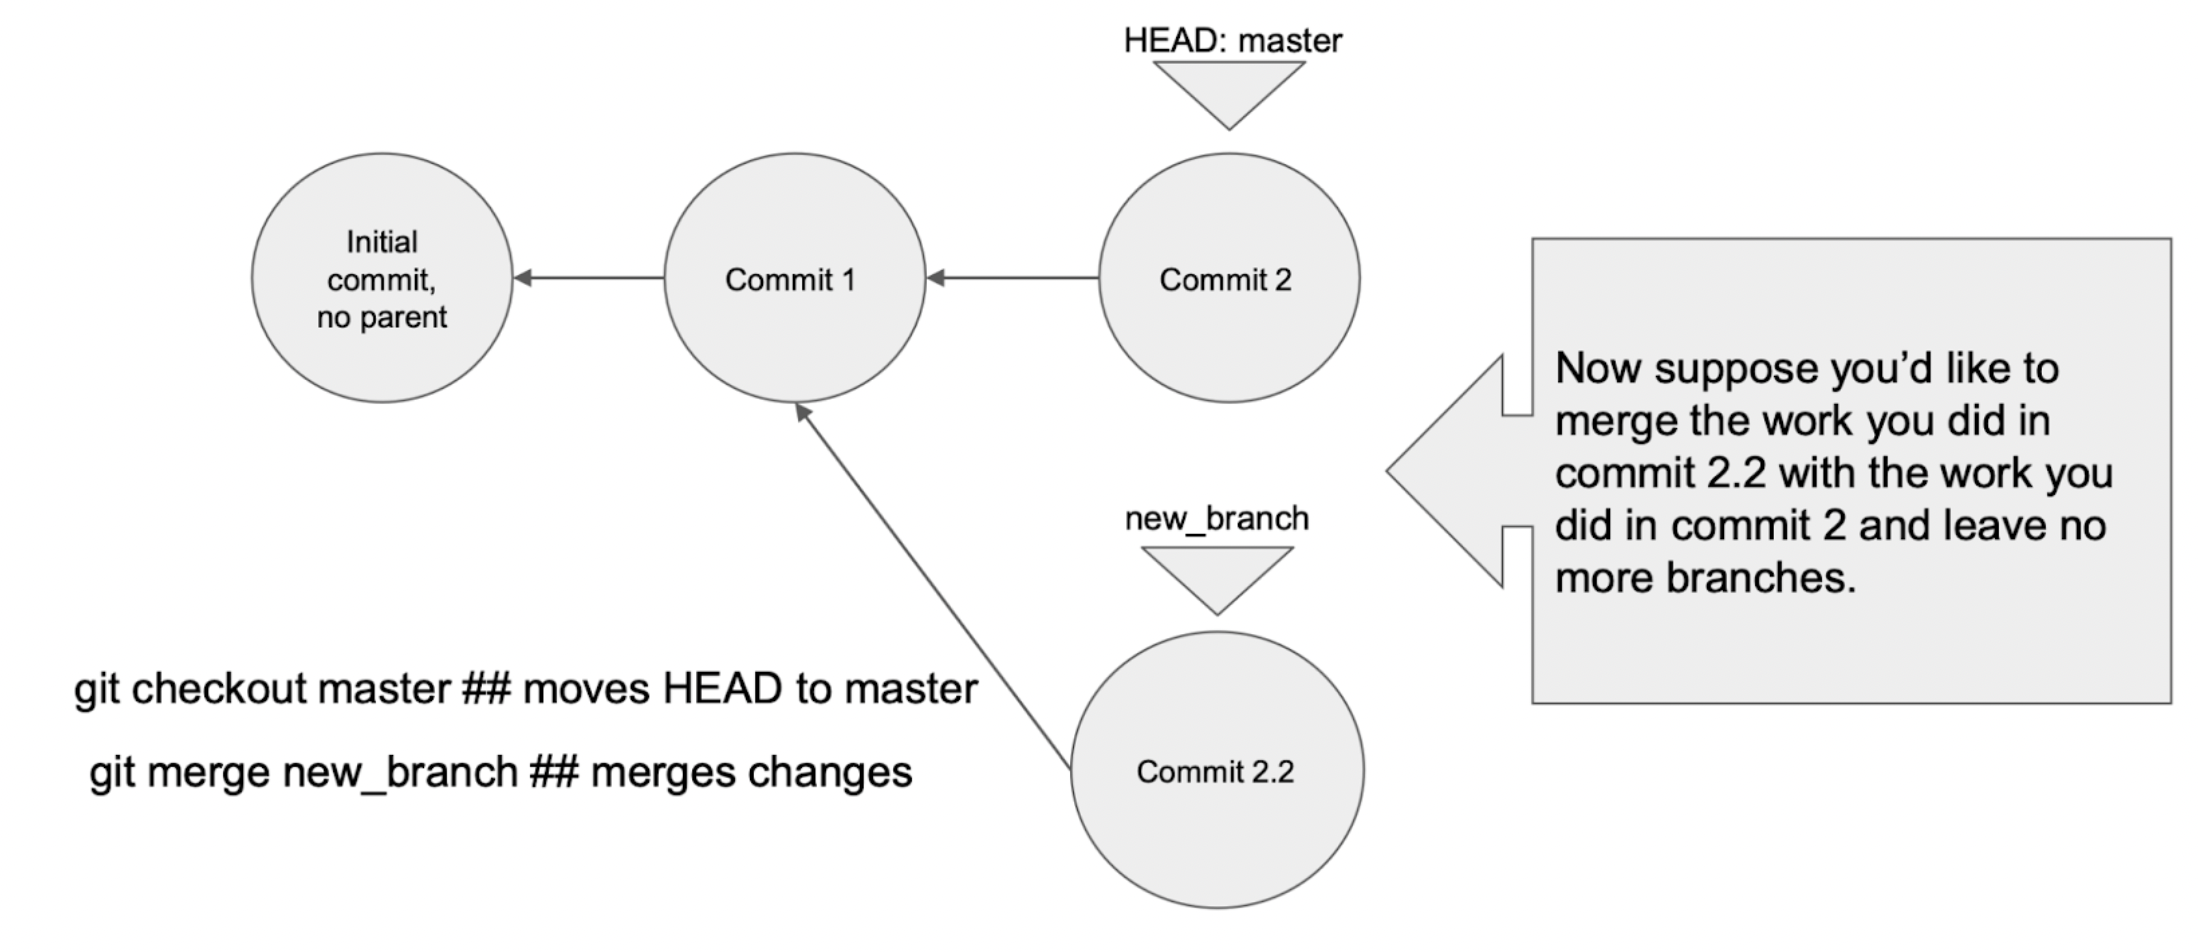 HEAD: master
Initial
commit,
no parent
Commit 1
Commit 2
Now suppose you’d like to
merge the work you did in
commit 2.2 with the work you
did in commit 2 and leave no
more branches.
new_branch
git checkout master ## moves HEAD to master
git merge new_branch ## merges changes
Commit 2.2